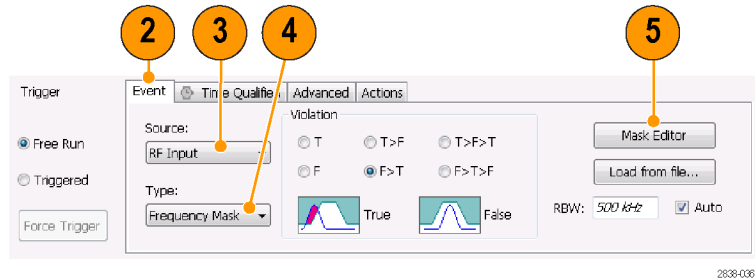 2 3 4 5
Trigger
Event Time Qualified Advanced Actions
Source:
Violation
Free Run
RF Input
T T>F T>F>T
Mask Editor
Triggered
Type:
F F>T F>T>F
Load from file...
Force Trigger
Frequency Mask
True False
RBW: 500 kHz Auto
2838-036